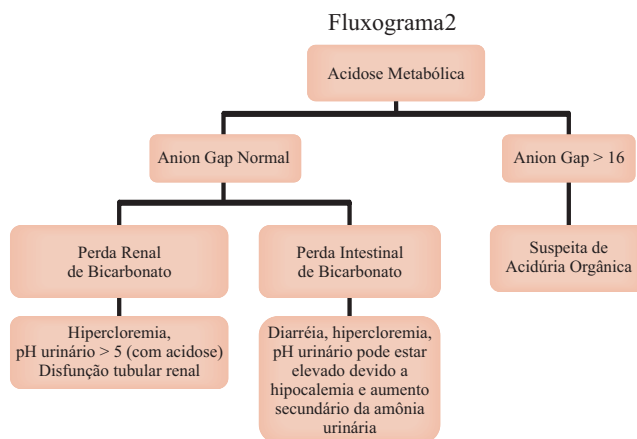 Fluxograma2
Acidose Metabólica
Anion Gap Normal
Anion Gap > 16
Perda Renal
de Bicarbonato
Perda Intestinal
de Bicarbonato
Suspeita de
Acidúria Orgânica
Hipercloremia,
pH urinário > 5 (com acidose)
Disfunção tubular renal
Diarréia, hipercloremia,
pH urinário pode estar
elevado devido a
hipocalemia e aumento
secundário da amônia
urinária